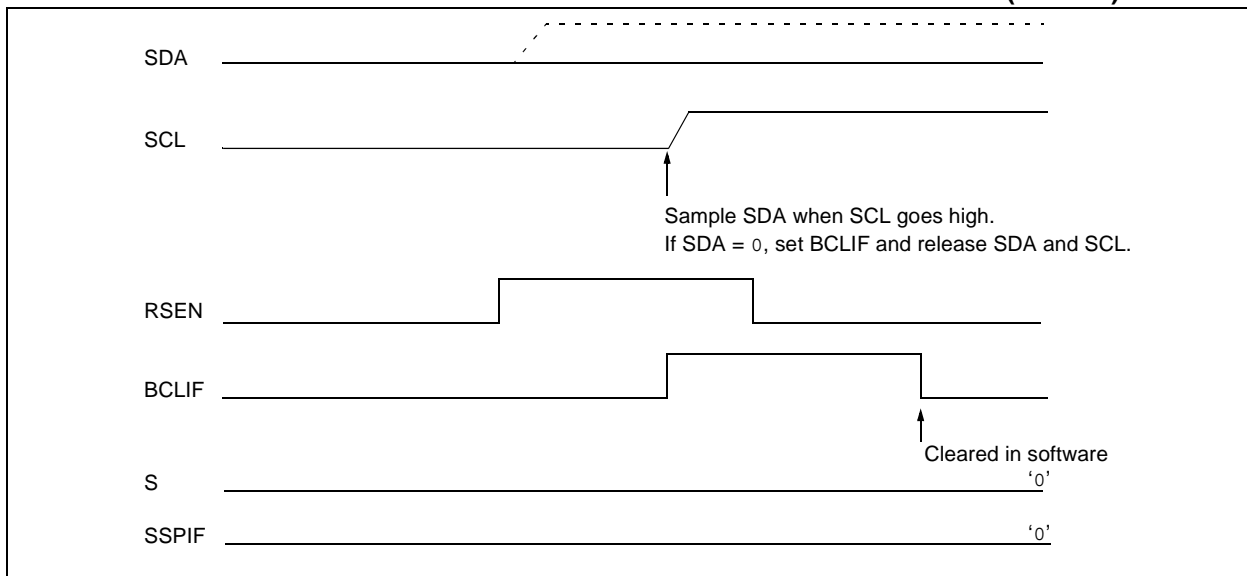 SDA
SCL
Sample SDA when SCL goes high.
If SDA = 0, set BCLIF and release SDA and SCL.
RSEN
BCLIF
Cleared in software
S
‘0’
SSPIF
‘0’